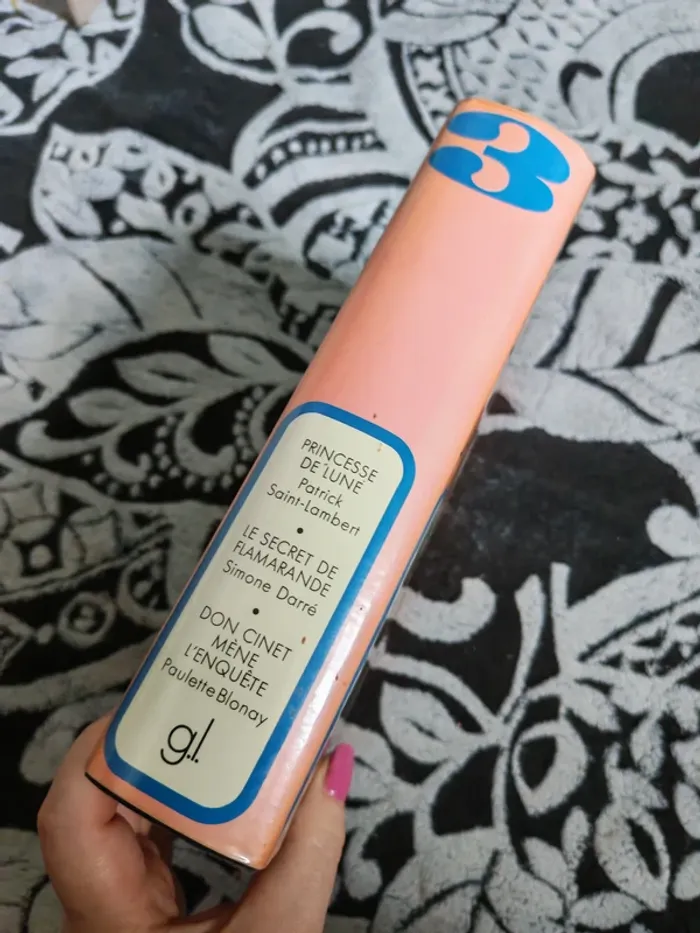 3
PRINCESSE
DE LUNE
Patrick
Saint-Lambert
•
LE SECRET DE
FLAMARANDE
Simone Darré
•
DON CINET
MÈNE
L'ENQUÊTE
Paulette Blonay
g.l.